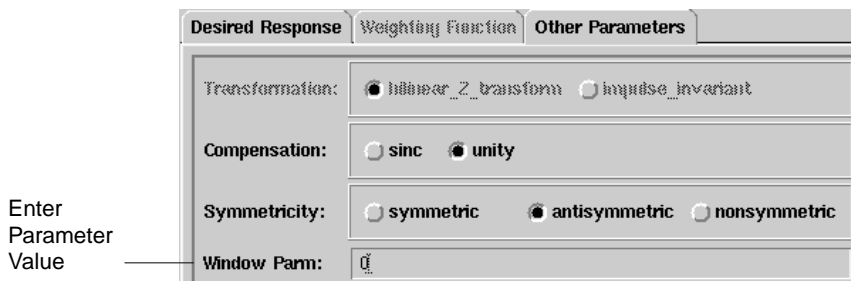 Desired Response Weighting Function Other Parameters
Transformation: bilinear_Z_transform impulse_invariant
Compensation: sinc unity
Symmetricity: symmetric antisymmetric nonsymmetric
Enter
Parameter
Value
Window Parm: 0